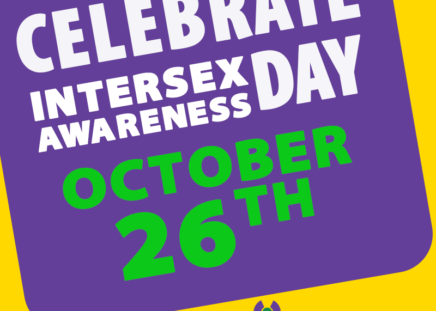 CELEBRATE
INTERSEX
AWARENESS DAY
OCTOBER
26TH